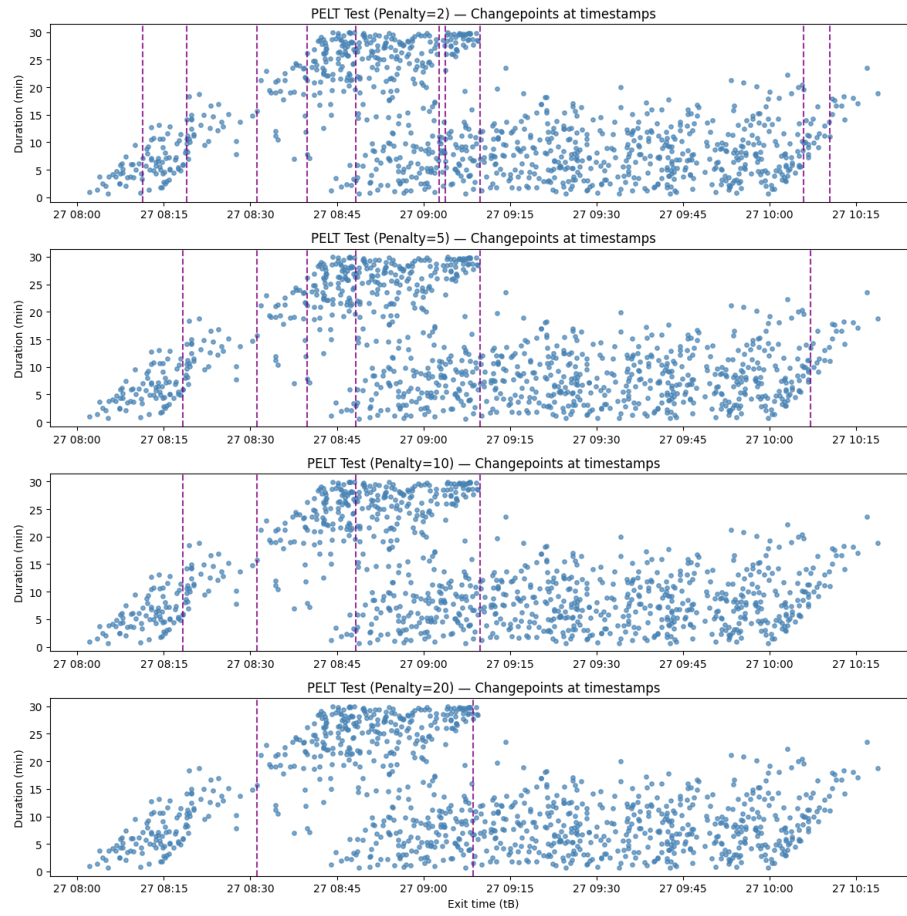 PELT Test (Penalty=2) — Changepoints at timestamps
30
25
20
15
10
5
0
Duration (min)
27 08:00 27 08:15 27 08:30 27 08:45 27 09:00 27 09:15 27 09:30 27 09:45 27 10:00 27 10:15
PELT Test (Penalty=5) — Changepoints at timestamps
30
25
20
15
10
5
0
Duration (min)
27 08:00 27 08:15 27 08:30 27 08:45 27 09:00 27 09:15 27 09:30 27 09:45 27 10:00 27 10:15
PELT Test (Penalty=10) — Changepoints at timestamps
30
25
20
15
10
5
0
Duration (min)
27 08:00 27 08:15 27 08:30 27 08:45 27 09:00 27 09:15 27 09:30 27 09:45 27 10:00 27 10:15
PELT Test (Penalty=20) — Changepoints at timestamps
30
25
20
15
10
5
0
Duration (min)
27 08:00 27 08:15 27 08:30 27 08:45 27 09:00 27 09:15 27 09:30 27 09:45 27 10:00 27 10:15
Exit time (tB)